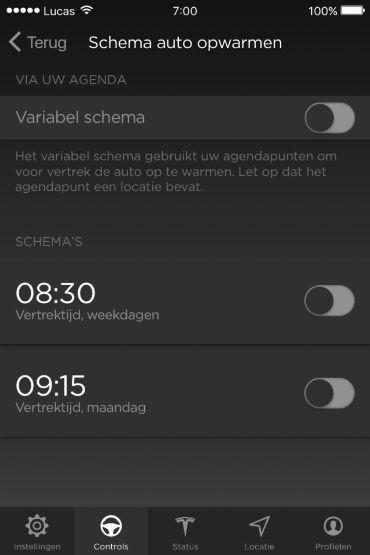 ●●●●● Lucas 7:00 100%
Terug Schema auto opwarmen
VIA UW AGENDA
Variabel schema
Het variabel schema gebruikt uw agendapunten om
voor vertrek de auto op te warmen. Let op dat het
agendapunt een locatie bevat.
SCHEMA'S
08:30
Vertrektijd, weekdagen
09:15
Vertrektijd, maandag
Instellingen Controls Status Locatie Profielen